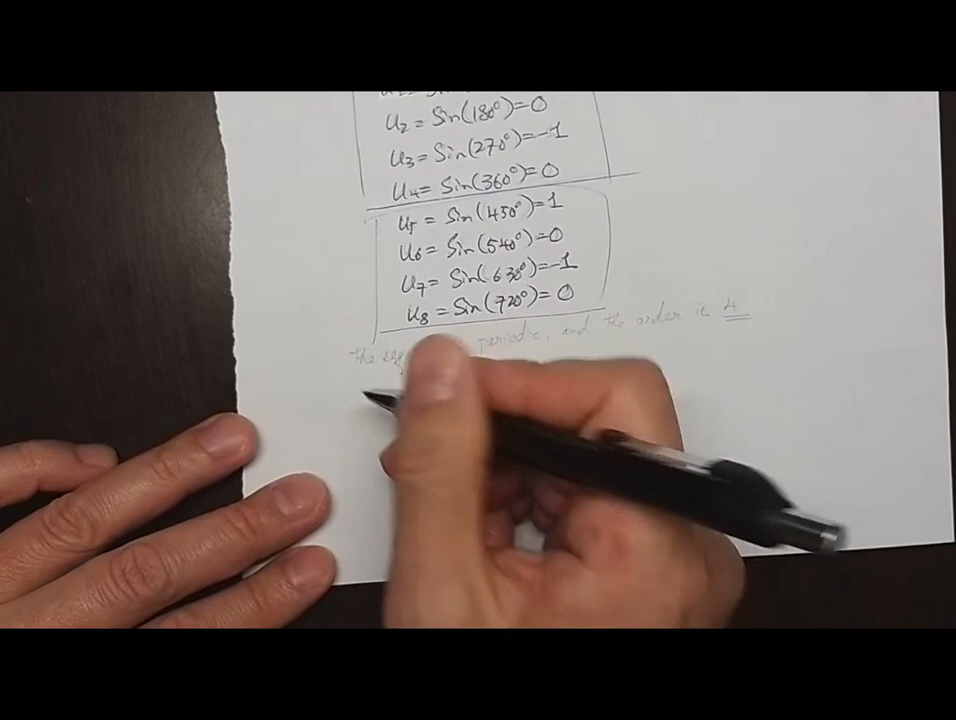 U₂ = Sin(180°)=0
U₃ = Sin(270°)=-1
U₄= Sin(360°)=0
U₅ = Sin(450°)=1
U₆ = Sin(540°)=0
U₇ = Sin(630°)=-1
U₈ = Sin(720°)= 0
The periodic, and the order is 4